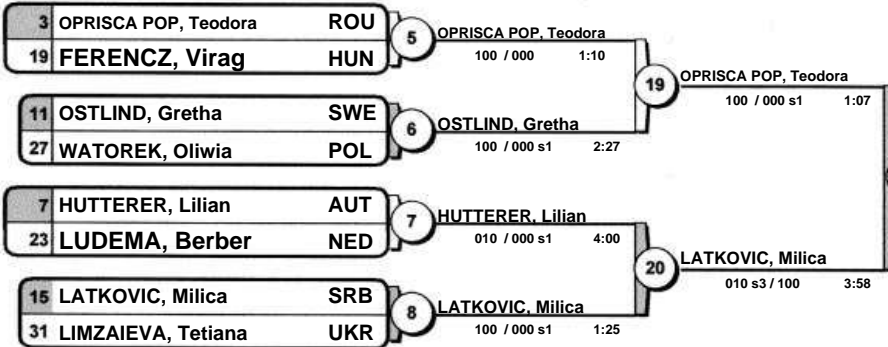 3 OPRISCA POP, Teodora ROU
19 FERENCZ, Virag HUN
5
OPRISCA POP, Teodora
100 / 000 1:10
11 OSTLIND, Gretha SWE
27 WATOREK, Oliwia POL
6
OSTLIND, Gretha
100 / 000 s1 2:27
19
OPRISCA POP, Teodora
100 / 000 s1 1:07
7 HUTTERER, Lilian AUT
23 LUDEMA, Berber NED
7
HUTTERER, Lilian
010 / 000 s1 4:00
15 LATKOVIC, Milica SRB
31 LIMZAIEVA, Tetiana UKR
8
LATKOVIC, Milica
100 / 000 s1 1:25
20
LATKOVIC, Milica
010 s3 / 100 3:58